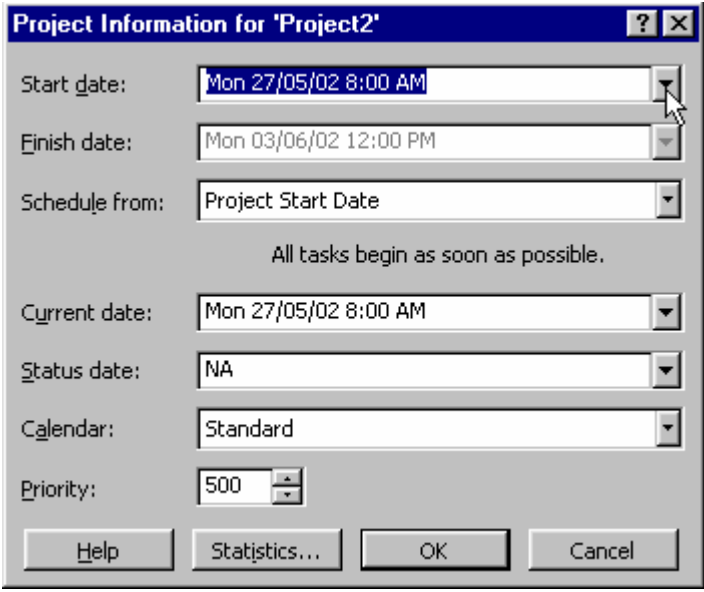 Project Information for 'Project2'
Start date: Mon 27/05/02 8:00 AM
Finish date: Mon 03/06/02 12:00 PM
Schedule from: Project Start Date
All tasks begin as soon as possible.
Current date: Mon 27/05/02 8:00 AM
Status date: NA
Calendar: Standard
Priority: 500
Help Statistics... OK Cancel